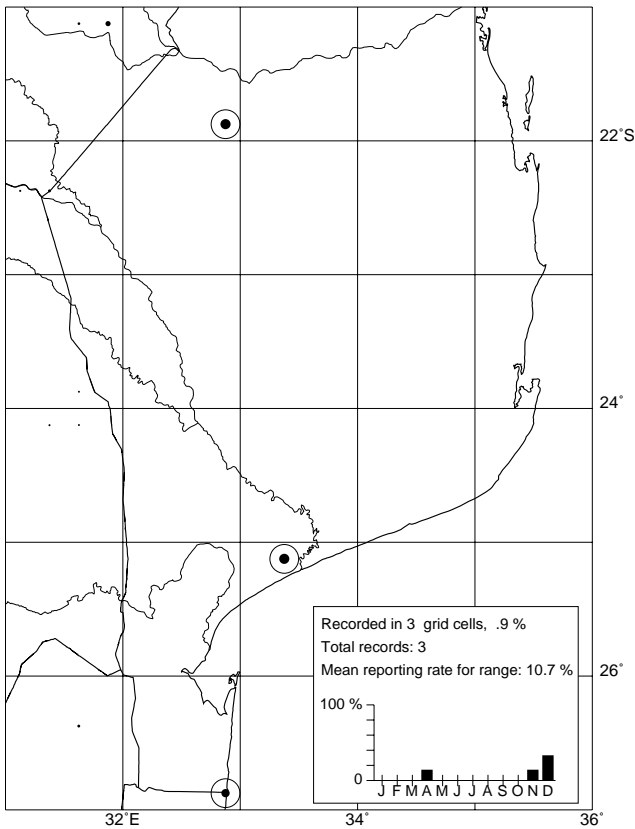 22˚S
24˚
Recorded in 3 grid cells, .9 %
Total records: 3
Mean reporting rate for range: 10.7 %
26˚
100 %
0
J F M A M J J A S O N D
32˚E
34˚
36˚